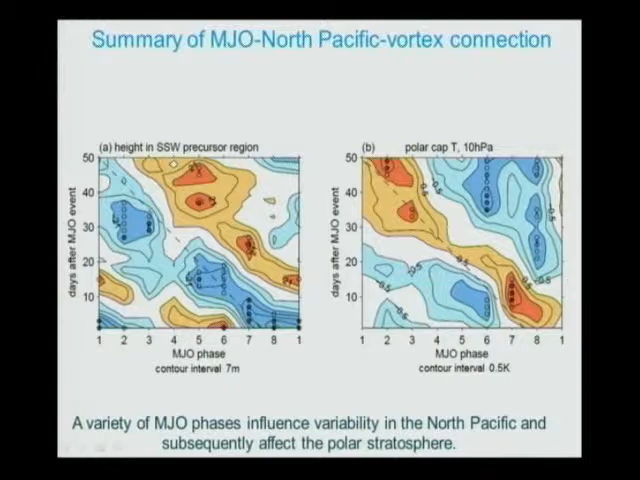 Summary of MJO-North Pacific-vortex connection
(a) height in SSW precursor region
50
40
30
20
10
days after MJO event
1 2 3 4 5 6 7 8 1
MJO phase
contour interval 7m
(b) polar cap T, 10hPa
50
40
30
20
10
days after MJO event
1 2 3 4 5 6 7 8 1
MJO phase
contour interval 0.5K
A variety of MJO phases influence variability in the North Pacific and
subsequently affect the polar stratosphere.